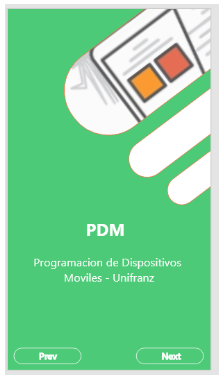 PDM
Programacion de Dispositivos
Moviles - Unifranz
Prev
Next